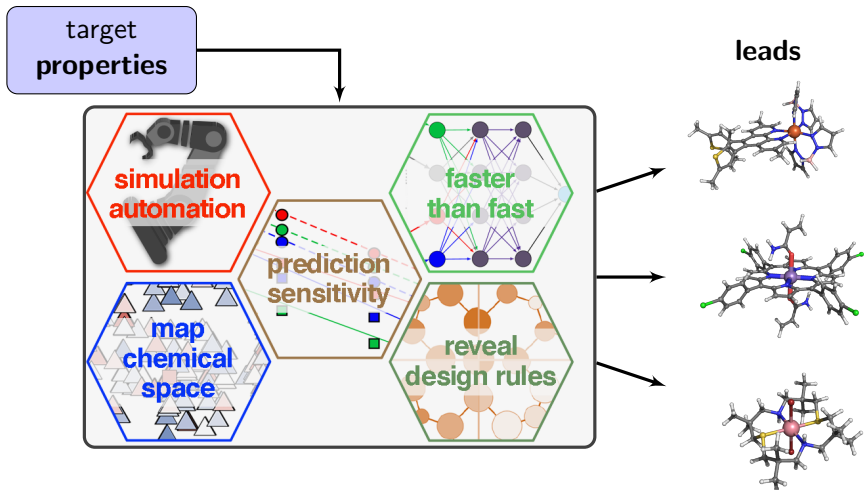 target
properties
leads
simulation
automation
faster
than fast
prediction
sensitivity
map
chemical
space
reveal
design rules